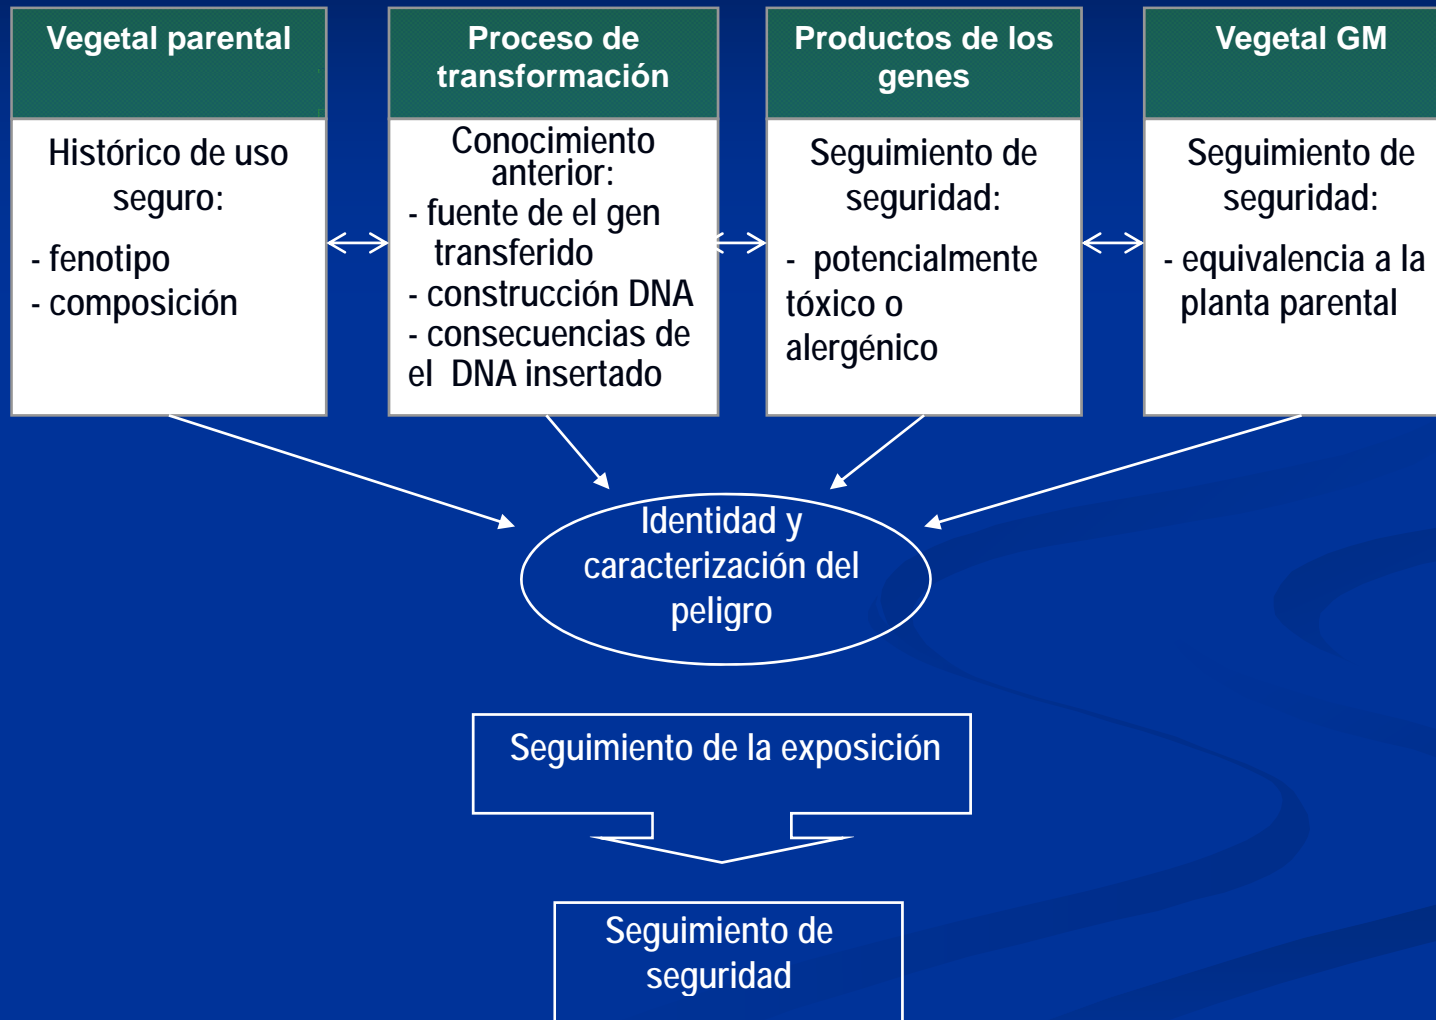 Vegetal parental
Histórico de uso
seguro:
- fenotipo
- composición
Proceso de
transformación
Conocimiento
anterior:
- fuente de el gen
transferido
- construcción DNA
- consecuencias de
el DNA insertado
Productos de los
genes
Seguimiento de
seguridad:
- potencialmente
tóxico o
alergénico
Vegetal GM
Seguimiento de
seguridad:
- equivalencia a la
planta parental
Identidad y
caracterización del
peligro
Seguimiento de la exposición
Seguimiento de
seguridad